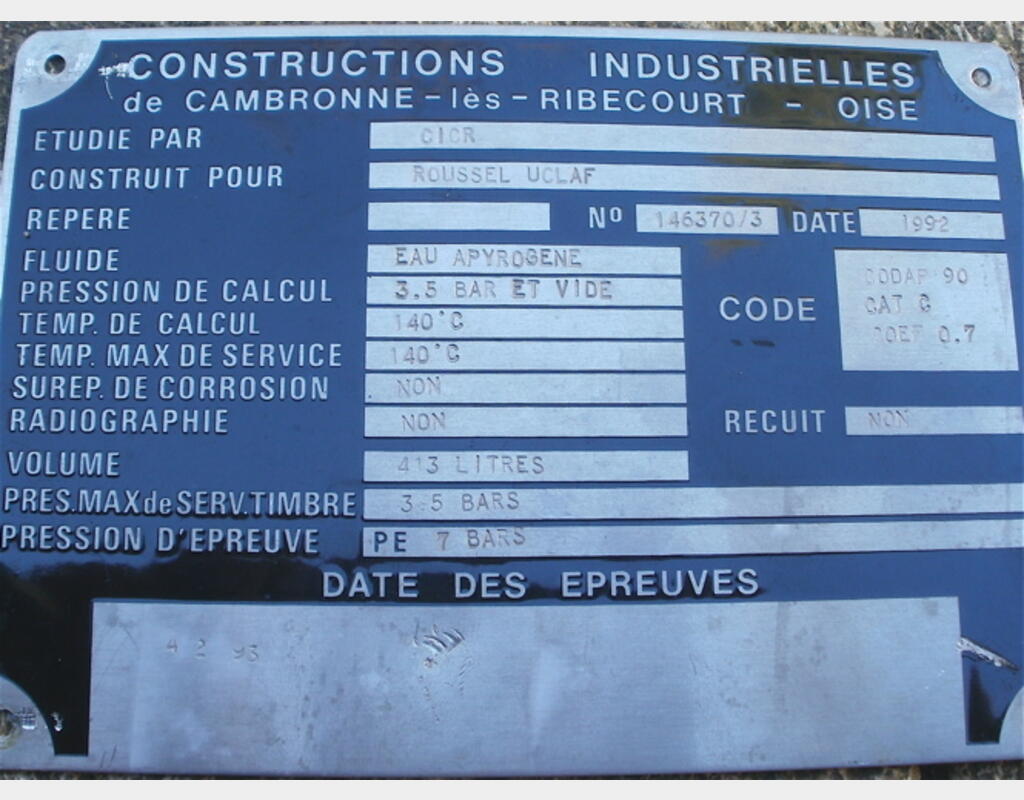 CONSTRUCTIONS INDUSTRIELLES
de CAMBRONNE - lès - RIBECOURT - OISE
ETUDIE PAR CICR
CONSTRUIT POUR ROUSSEL UCLAF
REPERE Nº 146370/3 DATE 1992
FLUIDE EAU APYROGENE
PRESSION DE CALCUL 3.5 BAR ET VIDE
TEMP. DE CALCUL 140°C
CODE CODAP 90
CAT C
COEF 0.7
TEMP. MAX DE SERVICE 140°C
SUREP. DE CORROSION NON
RADIOGRAPHIE NON
RECUIT NON
VOLUME 413 LITRES
PRES.MAX de SERV.TIMBRE 3.5 BARS
PRESSION D'EPREUVE PE 7 BARS
DATE DES EPREUVES
4 2 93